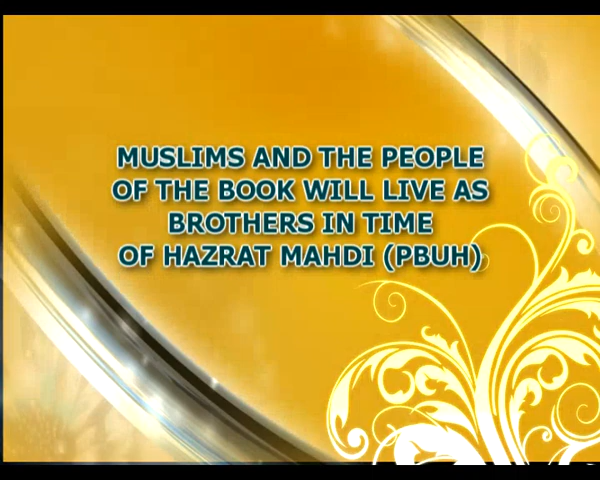 MUSLIMS AND THE PEOPLE
OF THE BOOK WILL LIVE AS
BROTHERS IN TIME
OF HAZRAT MAHDI (PBUH)